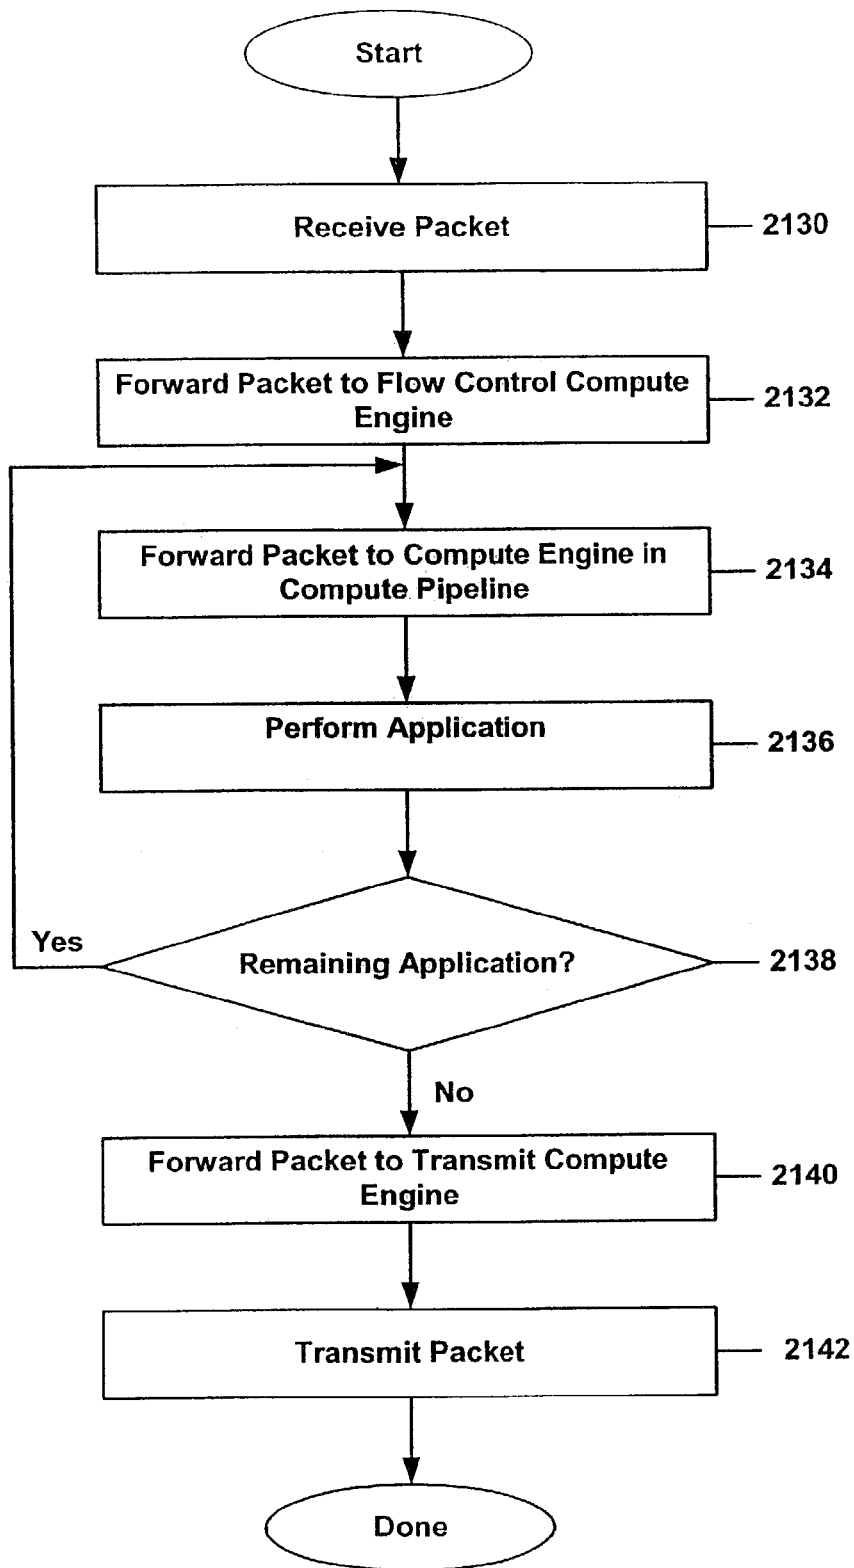 Start
Receive Packet
2130
Forward Packet to Flow Control Compute
Engine
2132
Forward Packet to Compute Engine in
Compute Pipeline
2134
Perform Application
2136
Yes
Remaining Application?
2138
No
Forward Packet to Transmit Compute
Engine
2140
Transmit Packet
2142
Done